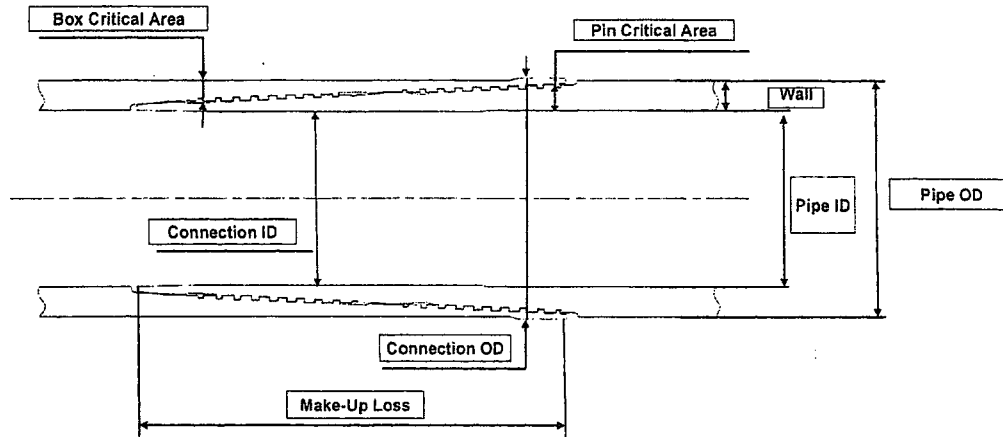 Box Critical Area
Pin Critical Area
Wall
Pipe ID
Pipe OD
Connection ID
Connection OD
Make-Up Loss